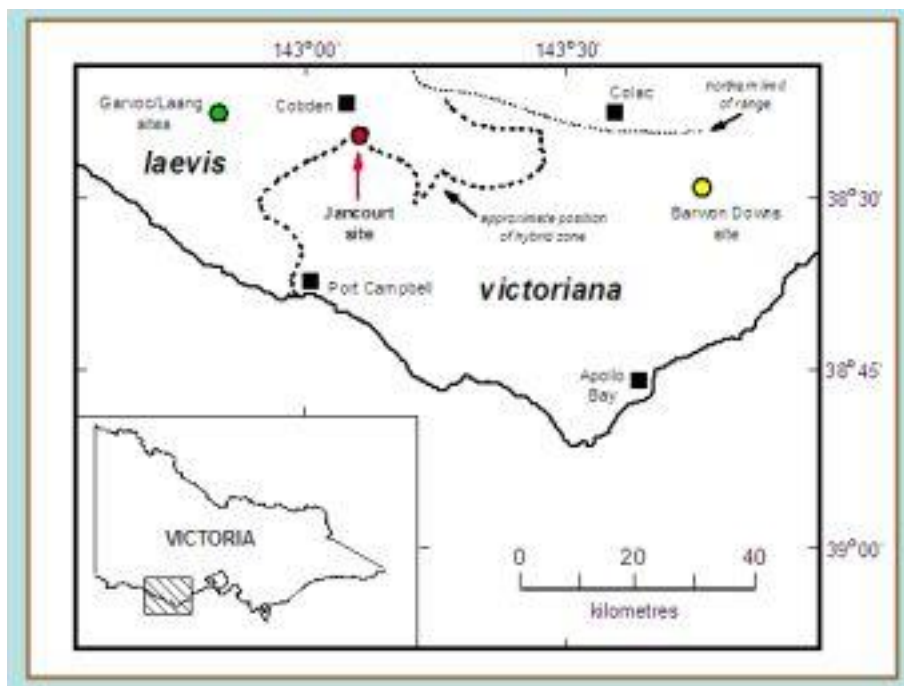 143°00'
143°30'
Garvoc/Laang
sites
Cobden
Colac
northern limit
of range
laevis
Jancourt
site
approximate position
of hybrid zone
Barwon Downs
site
38°30'
Port Campbell
victoriana
Apollo
Bay
38°45'
VICTORIA
0
20
40
kilometres
39°00'